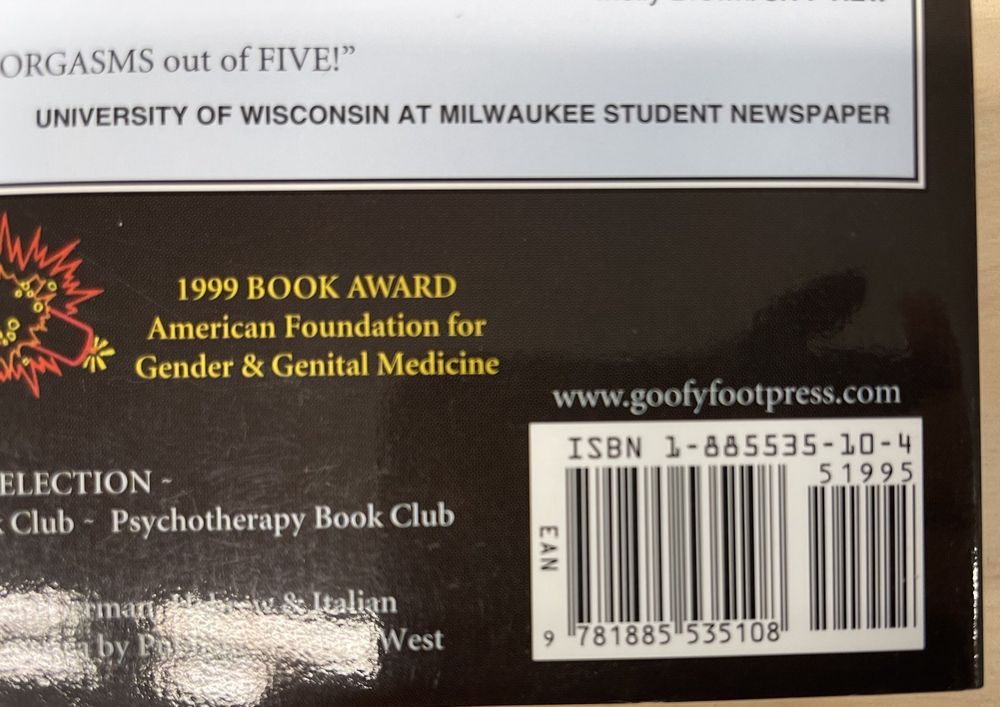 ORGASMS out of FIVE!”
UNIVERSITY OF WISCONSIN AT MILWAUKEE STUDENT NEWSPAPER
1999 BOOK AWARD
American Foundation for
Gender & Genital Medicine
www.goofyfootpress.com
ISBN 1-885535-10-4
51995
EAN
9 781885 535108
ELECTION ~
Club ~ Psychotherapy Book Club
& Italian
by
West